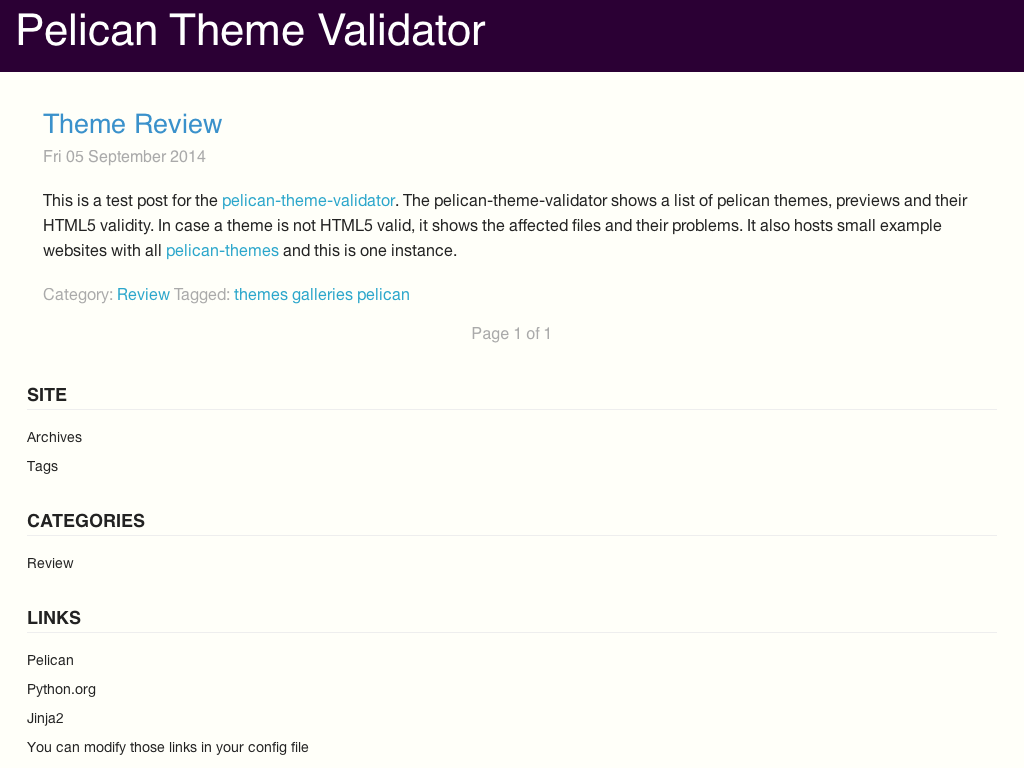 Pelican Theme Validator
Theme Review
Fri 05 September 2014
This is a test post for the pelican-theme-validator. The pelican-theme-validator shows a list of pelican themes, previews and their
HTML5 validity. In case a theme is not HTML5 valid, it shows the affected files and their problems. It also hosts small example
websites with all pelican-themes and this is one instance.
Category: Review Tagged: themes galleries pelican
Page 1 of 1
SITE
Archives
Tags
CATEGORIES
Review
LINKS
Pelican
Python.org
Jinja2
You can modify those links in your config file